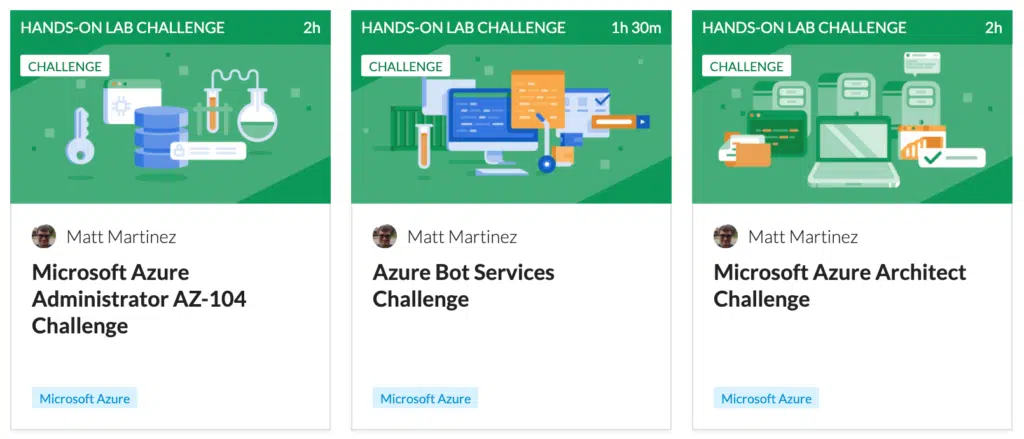 HANDS-ON LAB CHALLENGE 2h
CHALLENGE
Matt Martinez
Microsoft Azure
Administrator AZ-104
Challenge
Microsoft Azure
HANDS-ON LAB CHALLENGE 1h 30m
CHALLENGE
Matt Martinez
Azure Bot Services
Challenge
Microsoft Azure
HANDS-ON LAB CHALLENGE 2h
CHALLENGE
Matt Martinez
Microsoft Azure Architect
Challenge
Microsoft Azure